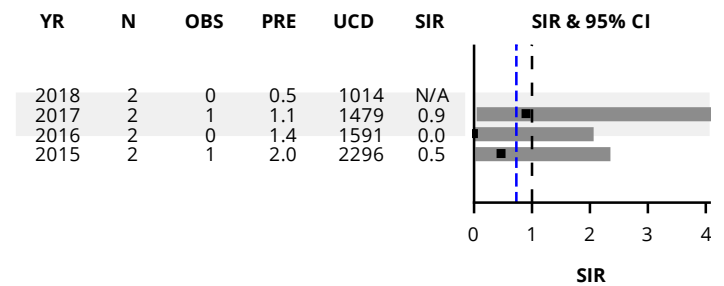 YR N OBS PRE UCD SIR SIR & 95% CI
2018 2 0 0.5 1014 N/A
2017 2 1 1.1 1479 0.9
2016 2 0 1.4 1591 0.0
2015 2 1 2.0 2296 0.5
0 1 2 3 4
SIR